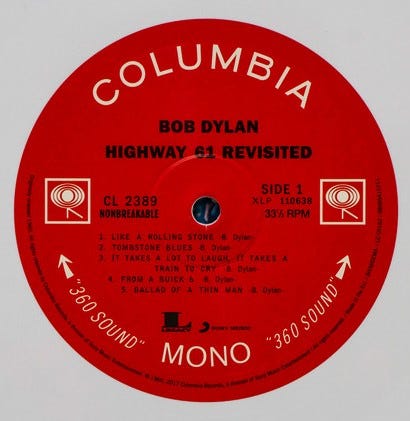 COLUMBIA
BOB DYLAN
HIGHWAY 61 REVISITED
CL 2389
NONBREAKABLE
SIDE 1
XLP 110638
33⅓ RPM
1. LIKE A ROLLING STONE -B. Dylan-
2. TOMBSTONE BLUES -B. Dylan-
3. IT TAKES A LOT TO LAUGH, IT TAKES A
TRAIN TO CRY -B. Dylan-
4. FROM A BUICK 6 -B. Dylan-
5. BALLAD OF A THIN MAN -B. Dylan-
"360 SOUND"
MONO
"360 SOUND"